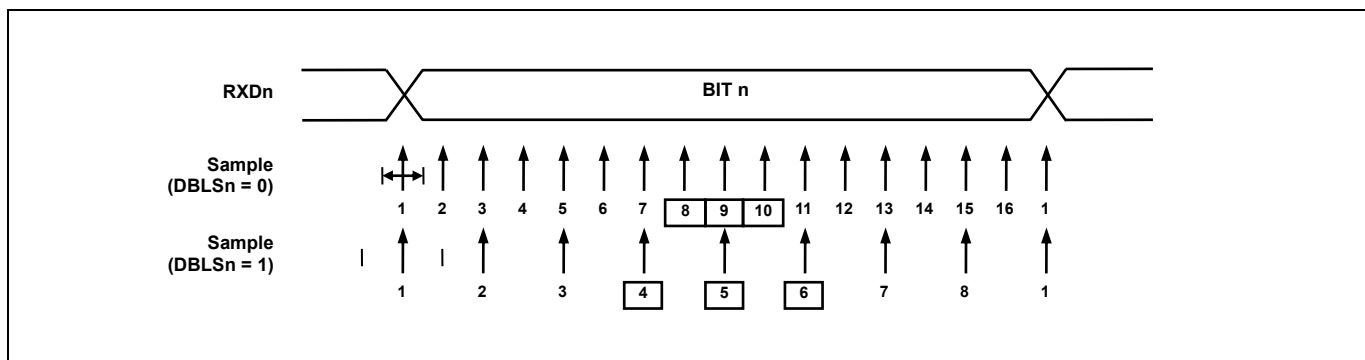 RXDn BIT n
Sample
(DBLSn = 0)
1 2 3 4 5 6 7 8 9 10 11 12 13 14 15 16 1
Sample
(DBLSn = 1)
1 2 3 4 5 6 7 8 1